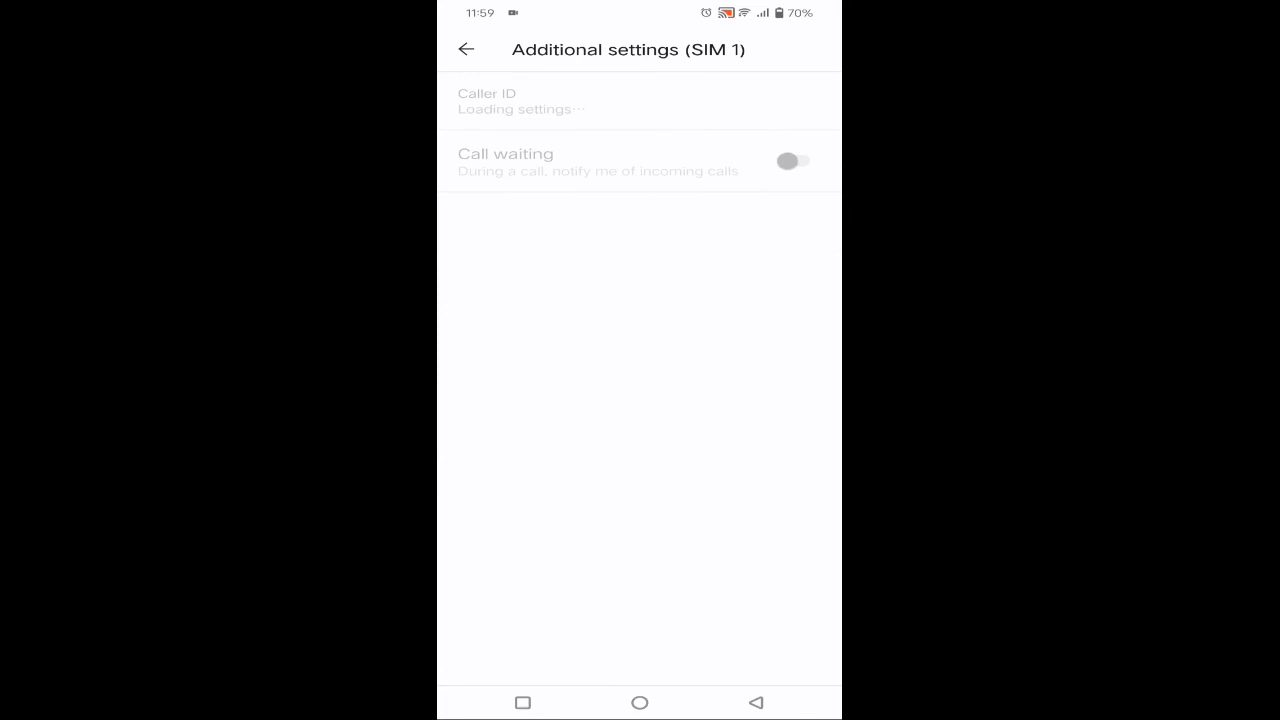 11:59
70%
Additional settings (SIM 1)
Caller ID
Loading settings...
Call waiting
During a call, notify me of incoming calls